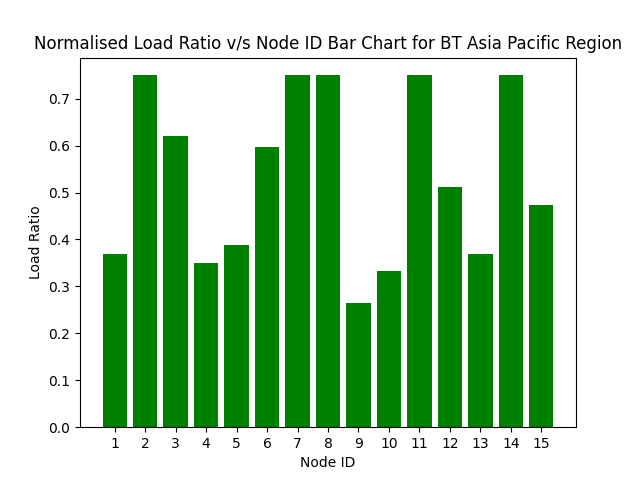 Normalised Load Ratio v/s Node ID Bar Chart for BT Asia Pacific Region
0.7
0.6
0.5
0.4
0.3
0.2
0.1
0.0
Load Ratio
1 2 3 4 5 6 7 8 9 10 11 12 13 14 15
Node ID